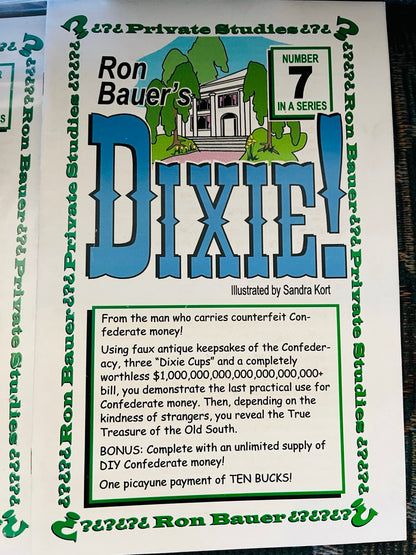 ¿?¿? Private Studies ¿?¿?
Ron
Bauer's
NUMBER
7
IN A SERIES
DIXIE!
Illustrated by Sandra Kort
From the man who carries counterfeit Con-
federate money!
Using faux antique keepsakes of the Confeder-
acy, three "Dixie Cups" and a completely
worthless $1,000,000,000,000,000,000,000+
bill, you demonstrate the last practical use for
Confederate money. Then, depending on the
kindness of strangers, you reveal the True
Treasure of the Old South.
BONUS: Complete with an unlimited supply of
DIY Confederate money!
One picayune payment of TEN BUCKS!
Ron Bauer ¿?¿?¿? Private Studies
Ron Bauer ¿?¿?¿? Private Studies
Ron Bauer
Ron Bauer